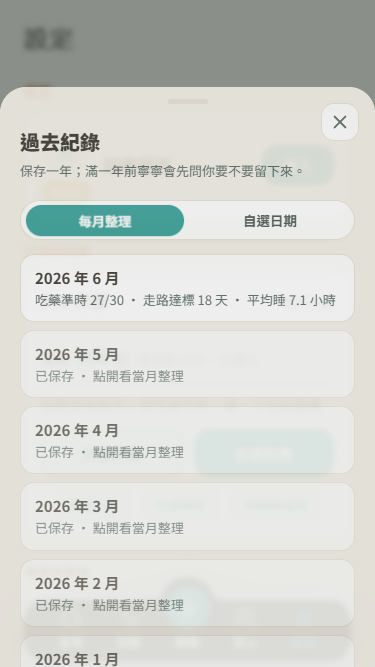 設定
過去紀錄
保存一年；滿一年前寧寧會先問你要不要留下來。
每月整理
自選日期
2026 年 6 月
吃藥準時 27/30 ・ 走路達標 18 天 ・ 平均睡 7.1 小時
2026 年 5 月
已保存 ・ 點開看當月整理
2026 年 4 月
已保存 ・ 點開看當月整理
2026 年 3 月
已保存 ・ 點開看當月整理
2026 年 2 月
已保存 ・ 點開看當月整理
2026 年 1 月